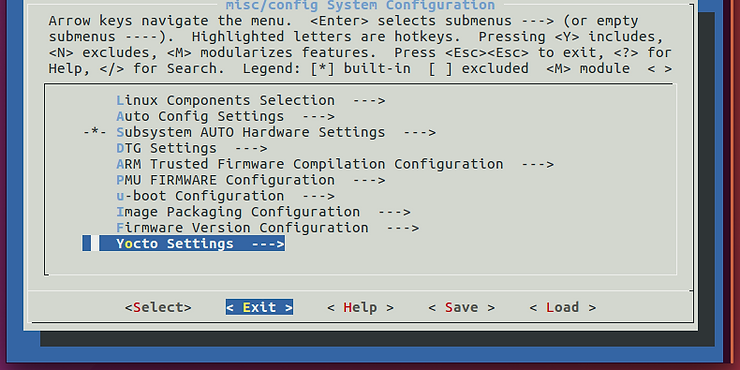 misc/config System Configuration
Arrow keys navigate the menu.  <Enter> selects submenus ---> (or empty
submenus ----).  Highlighted letters are hotkeys.  Pressing <Y> includes,
<N> excludes, <M> modularizes features.  Press <Esc><Esc> to exit, <?> for
Help, </> for Search.  Legend: [*] built-in  [ ] excluded  <M> module  < >
Linux Components Selection  --->
Auto Config Settings  --->
-*- Subsystem AUTO Hardware Settings  --->
DTG Settings  --->
ARM Trusted Firmware Compilation Configuration  --->
PMU FIRMWARE Configuration  --->
u-boot Configuration  --->
Image Packaging Configuration  --->
Firmware Version Configuration  --->
Yocto Settings  --->
<Select>    < Exit >    < Help >    < Save >    < Load >